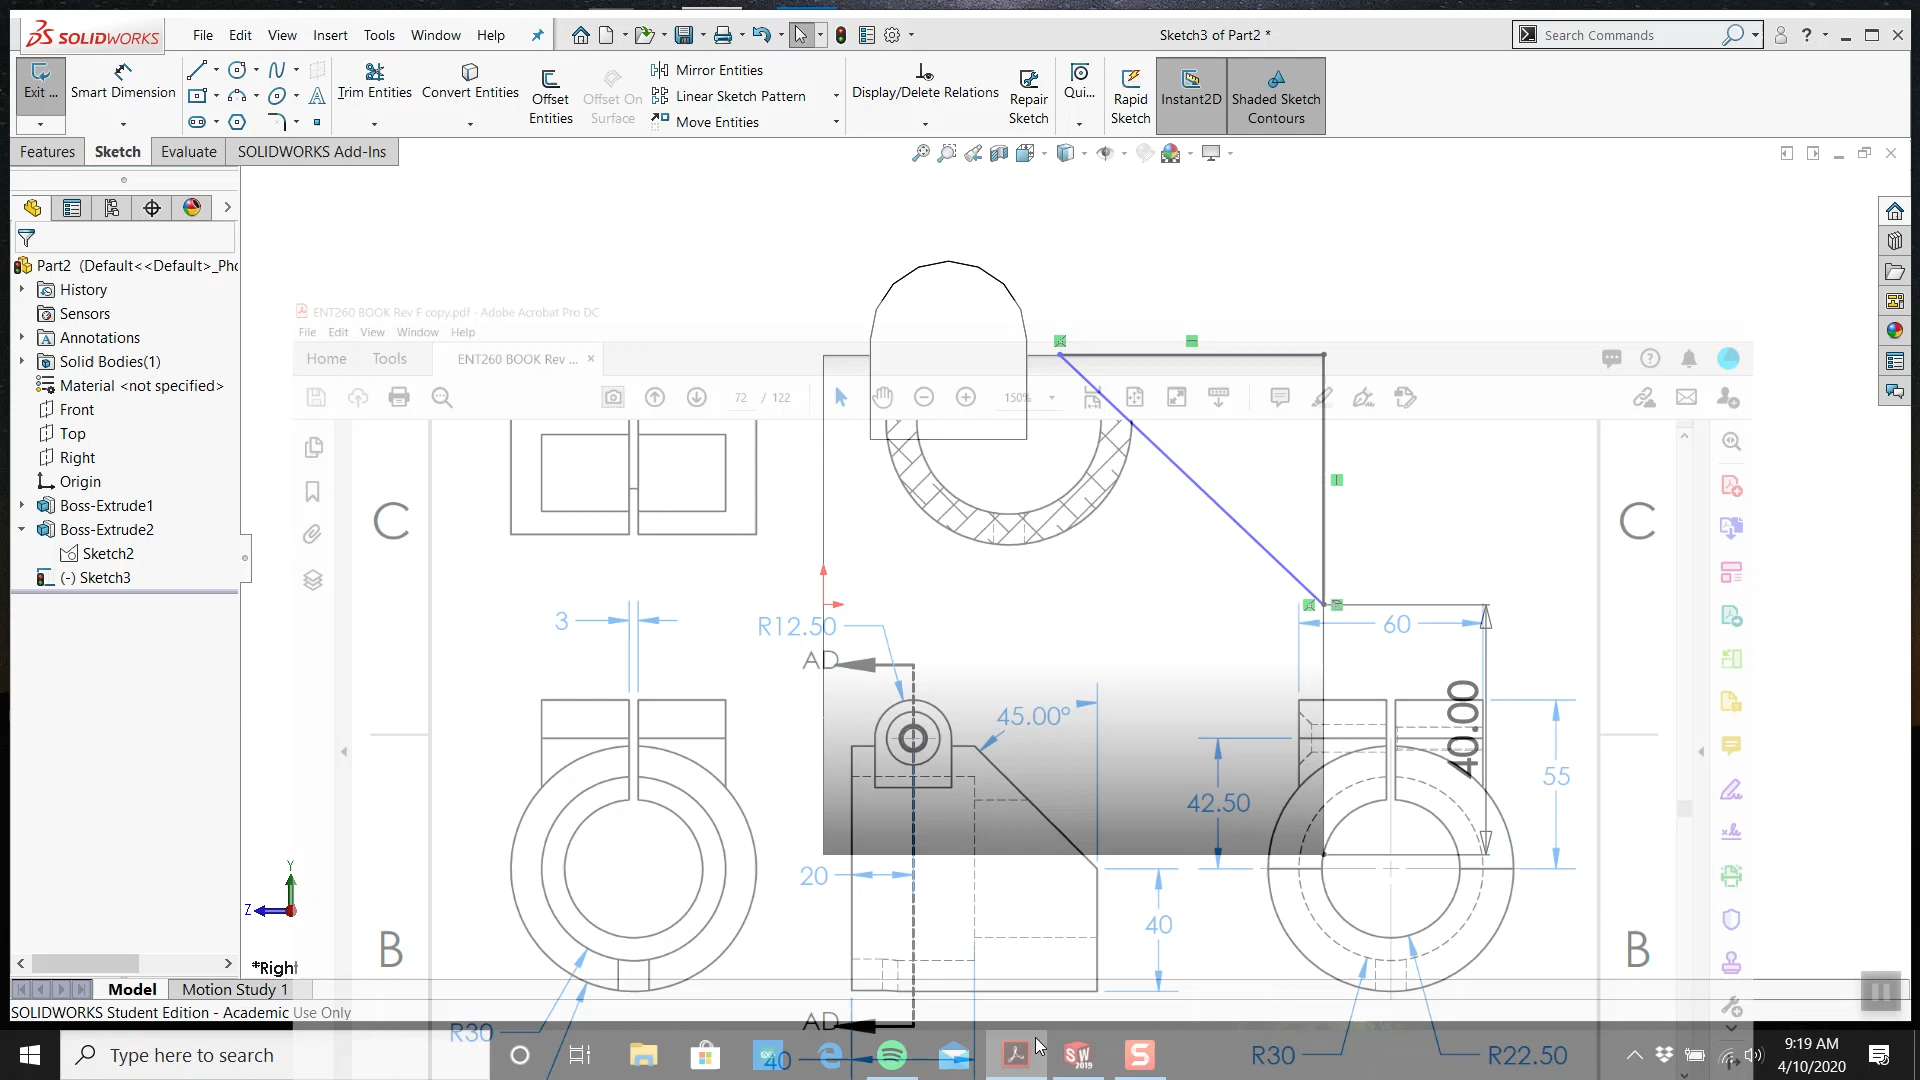 SOLIDWORKS
File Edit View Insert Tools Window Help
Sketch3 of Part2 *
Search Commands
Exit ...
Smart Dimension
Trim Entities
Convert Entities
Offset Entities
Offset On Surface
Mirror Entities
Linear Sketch Pattern
Move Entities
Display/Delete Relations
Repair Sketch
Qui...
Rapid Sketch
Instant2D
Shaded Sketch Contours
Features Sketch Evaluate SOLIDWORKS Add-Ins
Part2 (Default<<Default>_Pho
History
Sensors
Annotations
Solid Bodies(1)
Material <not specified>
Front
Top
Right
Origin
Boss-Extrude1
Boss-Extrude2
Sketch2
(-) Sketch3
ENT260 BOOK Rev F copy.pdf - Adobe Acrobat Pro DC
File Edit View Window Help
Home Tools ENT260 BOOK Rev ... ×
72 / 122 150%
C C
3 R12.50 60
AD
45.00°
40.00
42.50 55
20
40
B B
R30
AD
40
R30 R22.50
Y
Z
*Right
Model Motion Study 1
SOLIDWORKS Student Edition - Academic Use Only
Type here to search
SW 2019
S
9:19 AM
4/10/2020